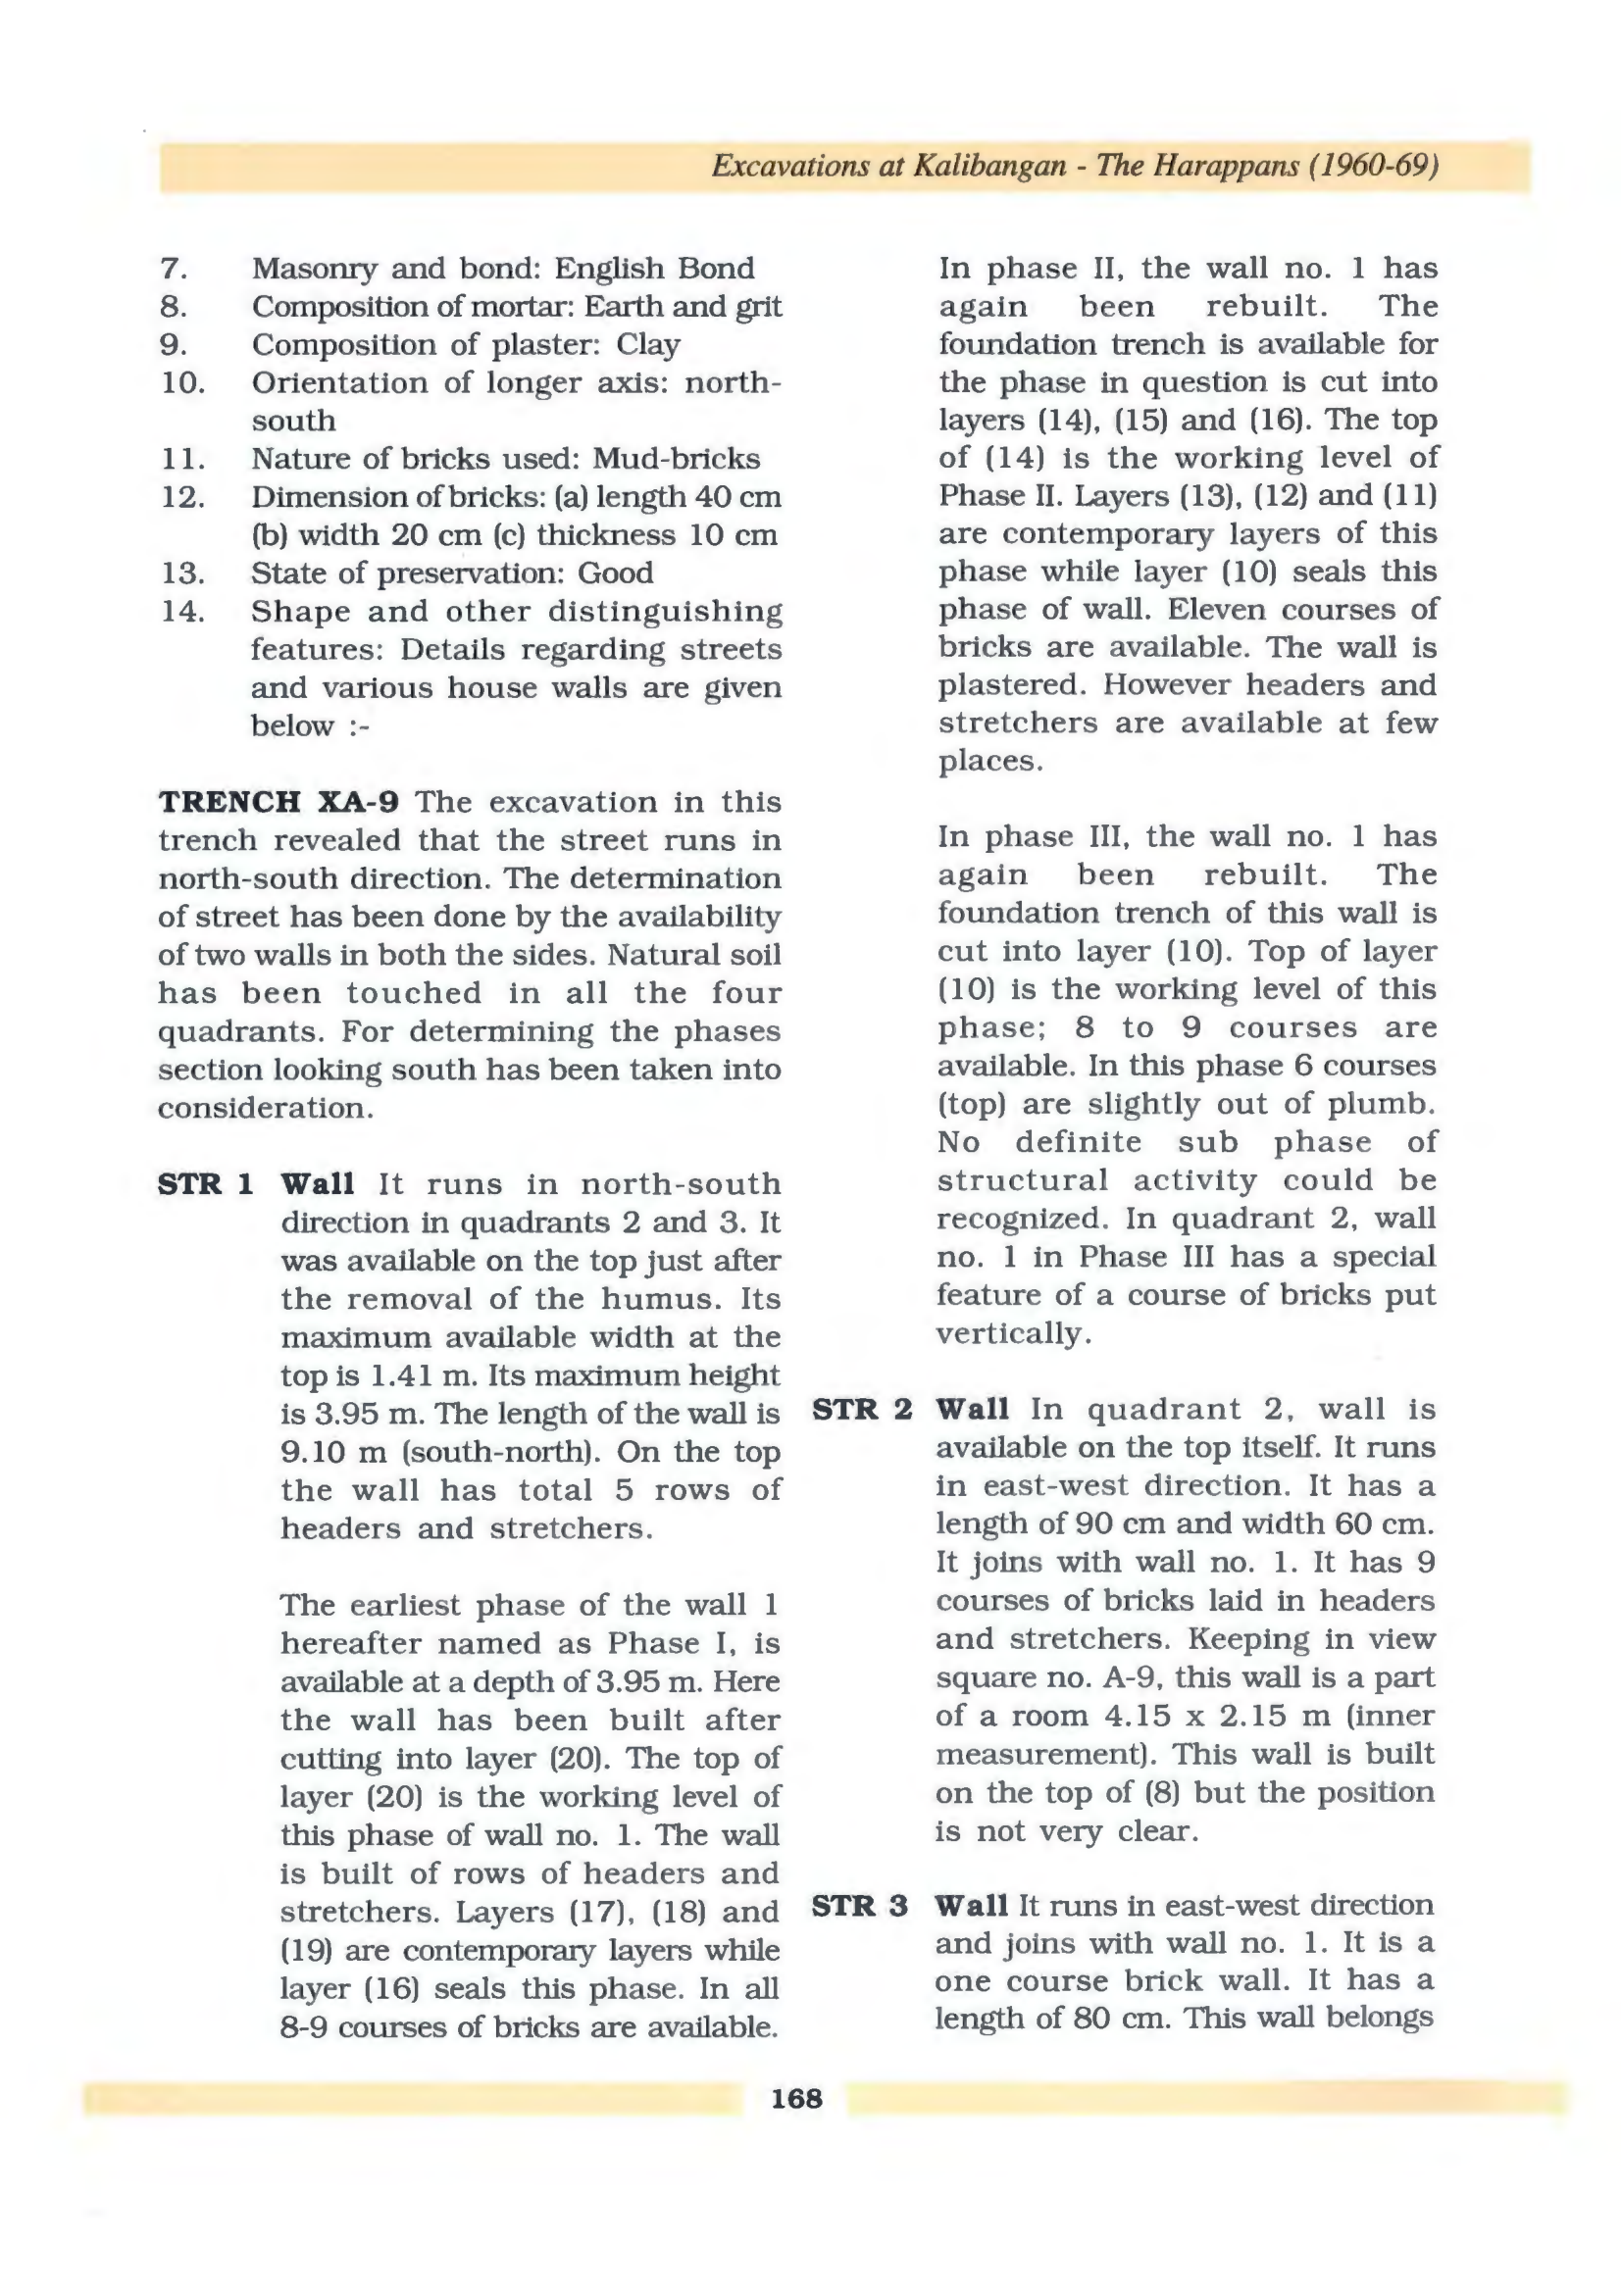 Excavations at Kalibangan - The Harappans (1960-69)
7. Masonry and bond: English Bond
8. Composition of mortar: Earth and grit
9. Composition of plaster: Clay
10. Orientation of longer axis: north-
south
11. Nature of bricks used: Mud-bricks
12. Dimension of bricks: (a) length 40 cm
(b) width 20 cm (c) thickness 10 cm
13. State of preservation: Good
14. Shape and other distinguishing
features: Details regarding streets
and various house walls are given
below :-
TRENCH XA-9 The excavation in this
trench revealed that the street runs in
north-south direction. The determination
of street has been done by the availability
of two walls in both the sides. Natural soil
has been touched in all the four
quadrants. For determining the phases
section looking south has been taken into
consideration.
STR 1 Wall It runs in north-south
direction in quadrants 2 and 3. It
was available on the top just after
the removal of the humus. Its
maximum available width at the
top is 1.41 m. Its maximum height
is 3.95 m. The length of the wall is
9.10 m (south-north). On the top
the wall has total 5 rows of
headers and stretchers.
The earliest phase of the wall 1
hereafter named as Phase I, is
available at a depth of 3.95 m. Here
the wall has been built after
cutting into layer (20). The top of
layer (20) is the working level of
this phase of wall no. 1. The wall
is built of rows of headers and
stretchers. Layers (17), (18) and
(19) are contemporary layers while
layer (16) seals this phase. In all
8-9 courses of bricks are available.
In phase II, the wall no. 1 has
again been rebuilt. The
foundation trench is available for
the phase in question is cut into
layers (14), (15) and (16). The top
of (14) is the working level of
Phase II. Layers (13), (12) and (11)
are contemporary layers of this
phase while layer (10) seals this
phase of wall. Eleven courses of
bricks are available. The wall is
plastered. However headers and
stretchers are available at few
places.
In phase III, the wall no. 1 has
again been rebuilt. The
foundation trench of this wall is
cut into layer (10). Top of layer
(10) is the working level of this
phase; 8 to 9 courses are
available. In this phase 6 courses
(top) are slightly out of plumb.
No definite sub phase of
structural activity could be
recognized. In quadrant 2, wall
no. 1 in Phase III has a special
feature of a course of bricks put
vertically.
STR 2 Wall In quadrant 2, wall is
available on the top itself. It runs
in east-west direction. It has a
length of 90 cm and width 60 cm.
It joins with wall no. 1. It has 9
courses of bricks laid in headers
and stretchers. Keeping in view
square no. A-9, this wall is a part
of a room 4.15 x 2.15 m (inner
measurement). This wall is built
on the top of (8) but the position
is not very clear.
STR 3 Wall It runs in east-west direction
and joins with wall no. 1. It is a
one course brick wall. It has a
length of 80 cm. This wall belongs
168